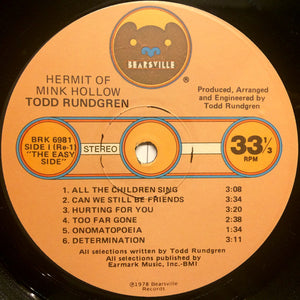 BEARSVILLE
®
HERMIT OF
MINK HOLLOW
TODD RUNDGREN
Produced, Arranged
and Engineered by
Todd Rundgren
BRK 6981
SIDE I (Re-1)
"THE EASY
SIDE"
STEREO
33 1/3
RPM
1. ALL THE CHILDREN SING 3:08
2. CAN WE STILL BE FRIENDS 3:34
3. HURTING FOR YOU 3:20
4. TOO FAR GONE 2:38
5. ONOMATOPOEIA 1:34
6. DETERMINATION 3:11
All selections written by Todd Rundgren
All selections published by
Earmark Music, Inc.-BMI
©1978 Bearsville
Records